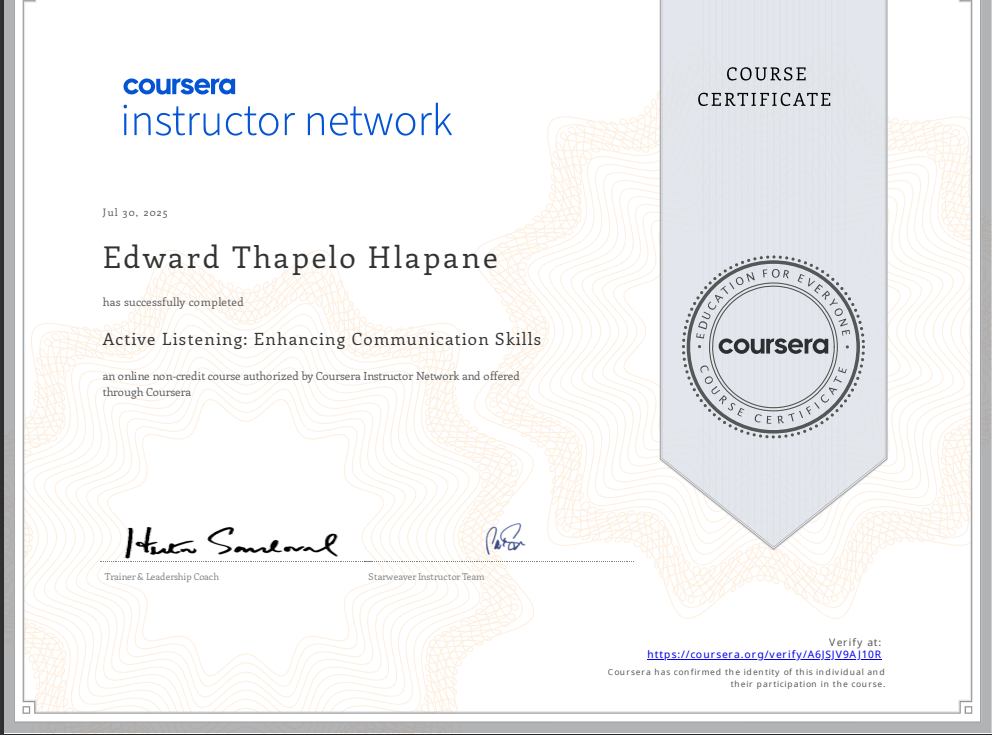 coursera
instructor network
COURSE
CERTIFICATE
Jul 30, 2025
Edward Thapelo Hlapane
has successfully completed
Active Listening: Enhancing Communication Skills
an online non-credit course authorized by Coursera Instructor Network and offered
through Coursera
EDUCATION FOR EVERYONE
coursera
COURSE CERTIFICATE
Hector Sandoval
Trainer & Leadership Coach
Starweaver Instructor Team
Verify at:
https://coursera.org/verify/A6JSJV9AJ10R
Coursera has confirmed the identity of this individual and
their participation in the course.